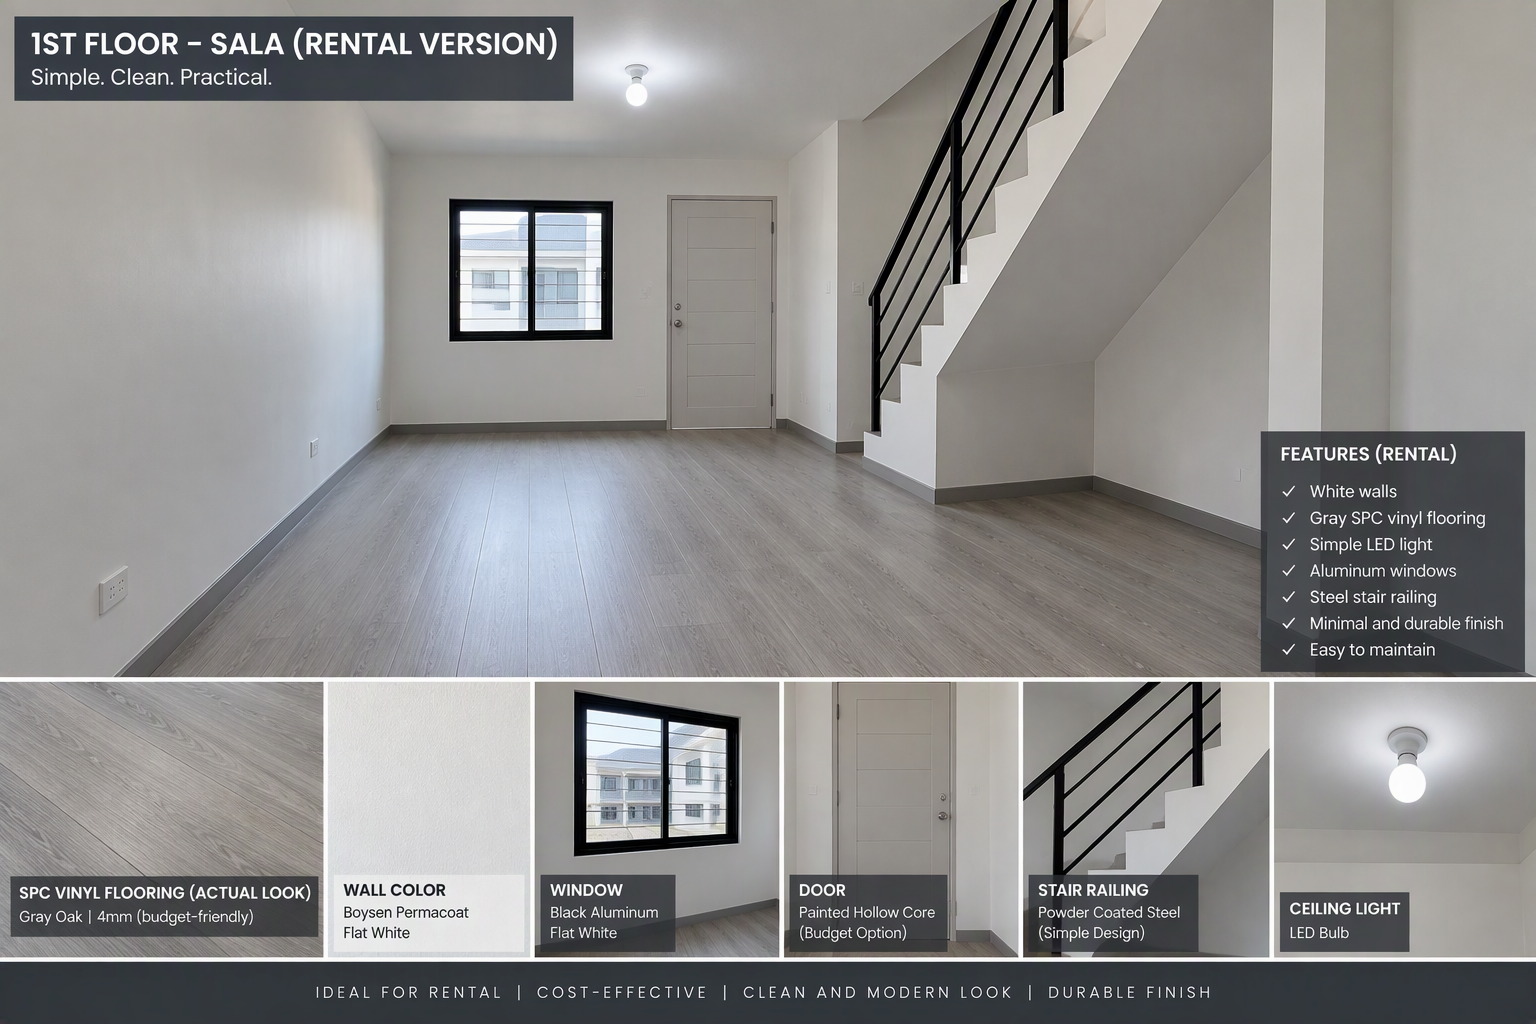 1ST FLOOR - SALA (RENTAL VERSION)
Simple. Clean. Practical.
FEATURES (RENTAL)
✓ White walls
✓ Gray SPC vinyl flooring
✓ Simple LED light
✓ Aluminum windows
✓ Steel stair railing
✓ Minimal and durable finish
✓ Easy to maintain
SPC VINYL FLOORING (ACTUAL LOOK)
Gray Oak | 4mm (budget-friendly)
WALL COLOR
Boysen Permacoat
Flat White
WINDOW
Black Aluminum
Flat White
DOOR
Painted Hollow Core
(Budget Option)
STAIR RAILING
Powder Coated Steel
(Simple Design)
CEILING LIGHT
LED Bulb
IDEAL FOR RENTAL | COST-EFFECTIVE | CLEAN AND MODERN LOOK | DURABLE FINISH